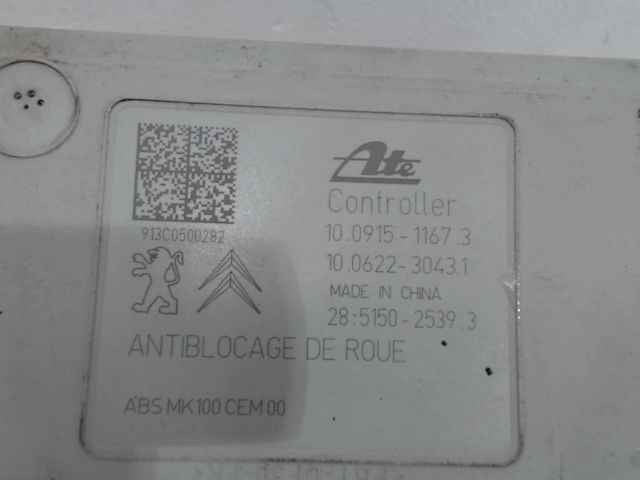 Ate
Controller
913C0500282
10.0915-1167.3
10.0622-3043.1
MADE IN CHINA
28.5150-2539.3
ANTIBLOCAGE DE ROUE
ABS MK100 CEM 00